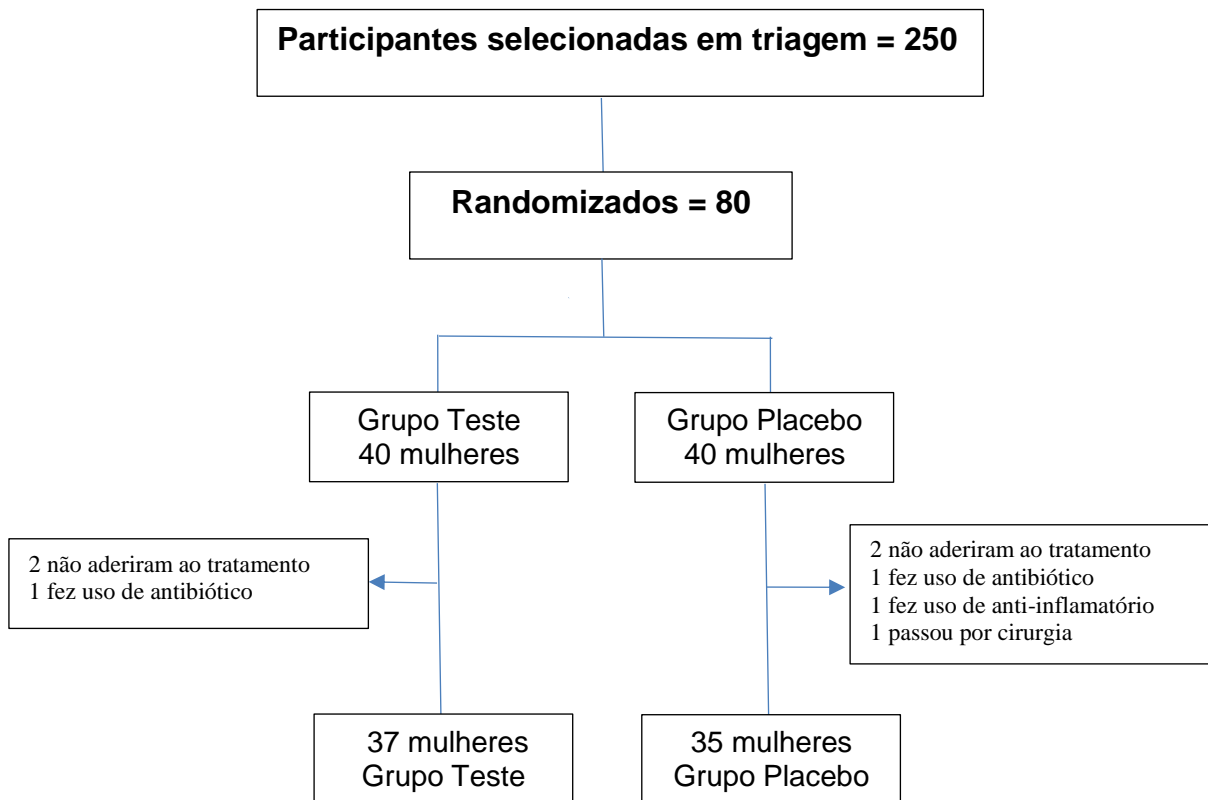 Participantes selecionadas em triagem = 250
Randomizados = 80
Grupo Teste
40 mulheres
Grupo Placebo
40 mulheres
2 não aderiram ao tratamento
1 fez uso de antibiótico
2 não aderiram ao tratamento
1 fez uso de antibiótico
1 fez uso de anti-inflamatório
1 passou por cirurgia
37 mulheres
Grupo Teste
35 mulheres
Grupo Placebo